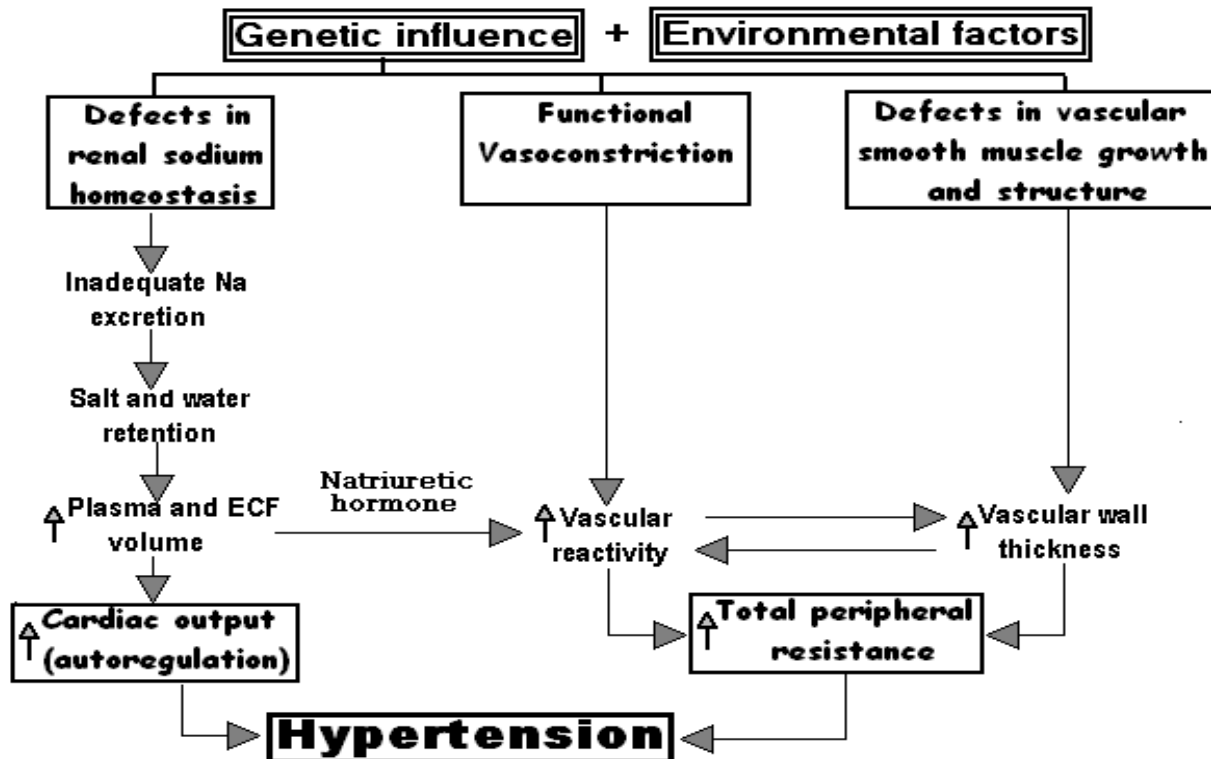 Genetic influence + Environmental factors
Defects in
renal sodium
homeostasis
Functional
Vasoconstriction
Defects in vascular
smooth muscle growth
and structure
Inadequate Na
excretion
Salt and water
retention
Plasma and ECF
volume
Natriuretic
hormone
Vascular
reactivity
Vascular wall
thickness
Cardiac output
(autoregulation)
Total peripheral
resistance
Hypertension